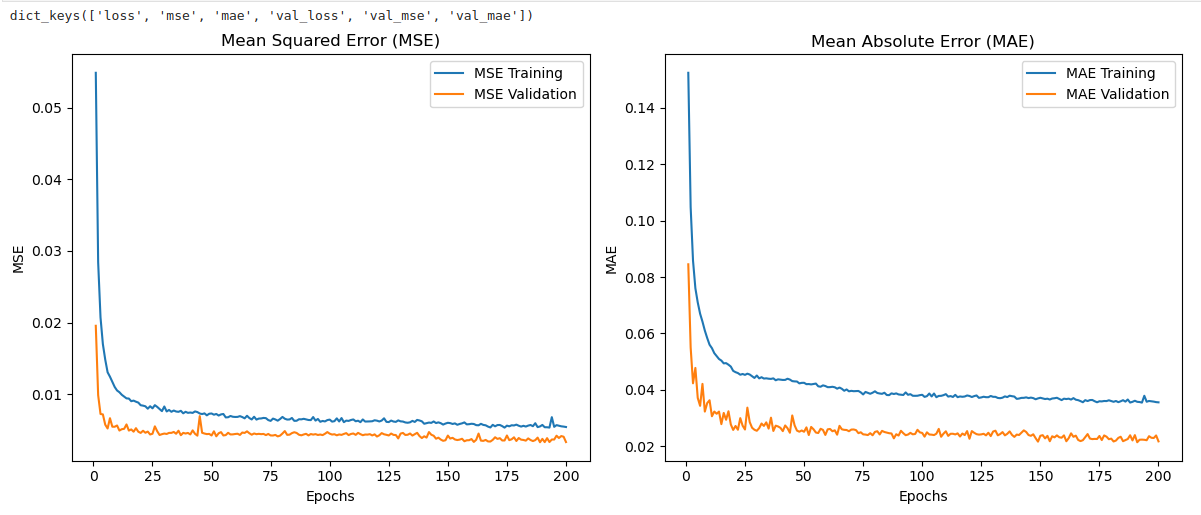 dict_keys(['loss', 'mse', 'mae', 'val_loss', 'val_mse', 'val_mae'])
Mean Squared Error (MSE)
MSE Training
MSE Validation
0.05
0.04
0.03
0.02
0.01
MSE
0 25 50 75 100 125 150 175 200
Epochs
Mean Absolute Error (MAE)
MAE Training
MAE Validation
0.14
0.12
0.10
0.08
0.06
0.04
0.02
MAE
0 25 50 75 100 125 150 175 200
Epochs